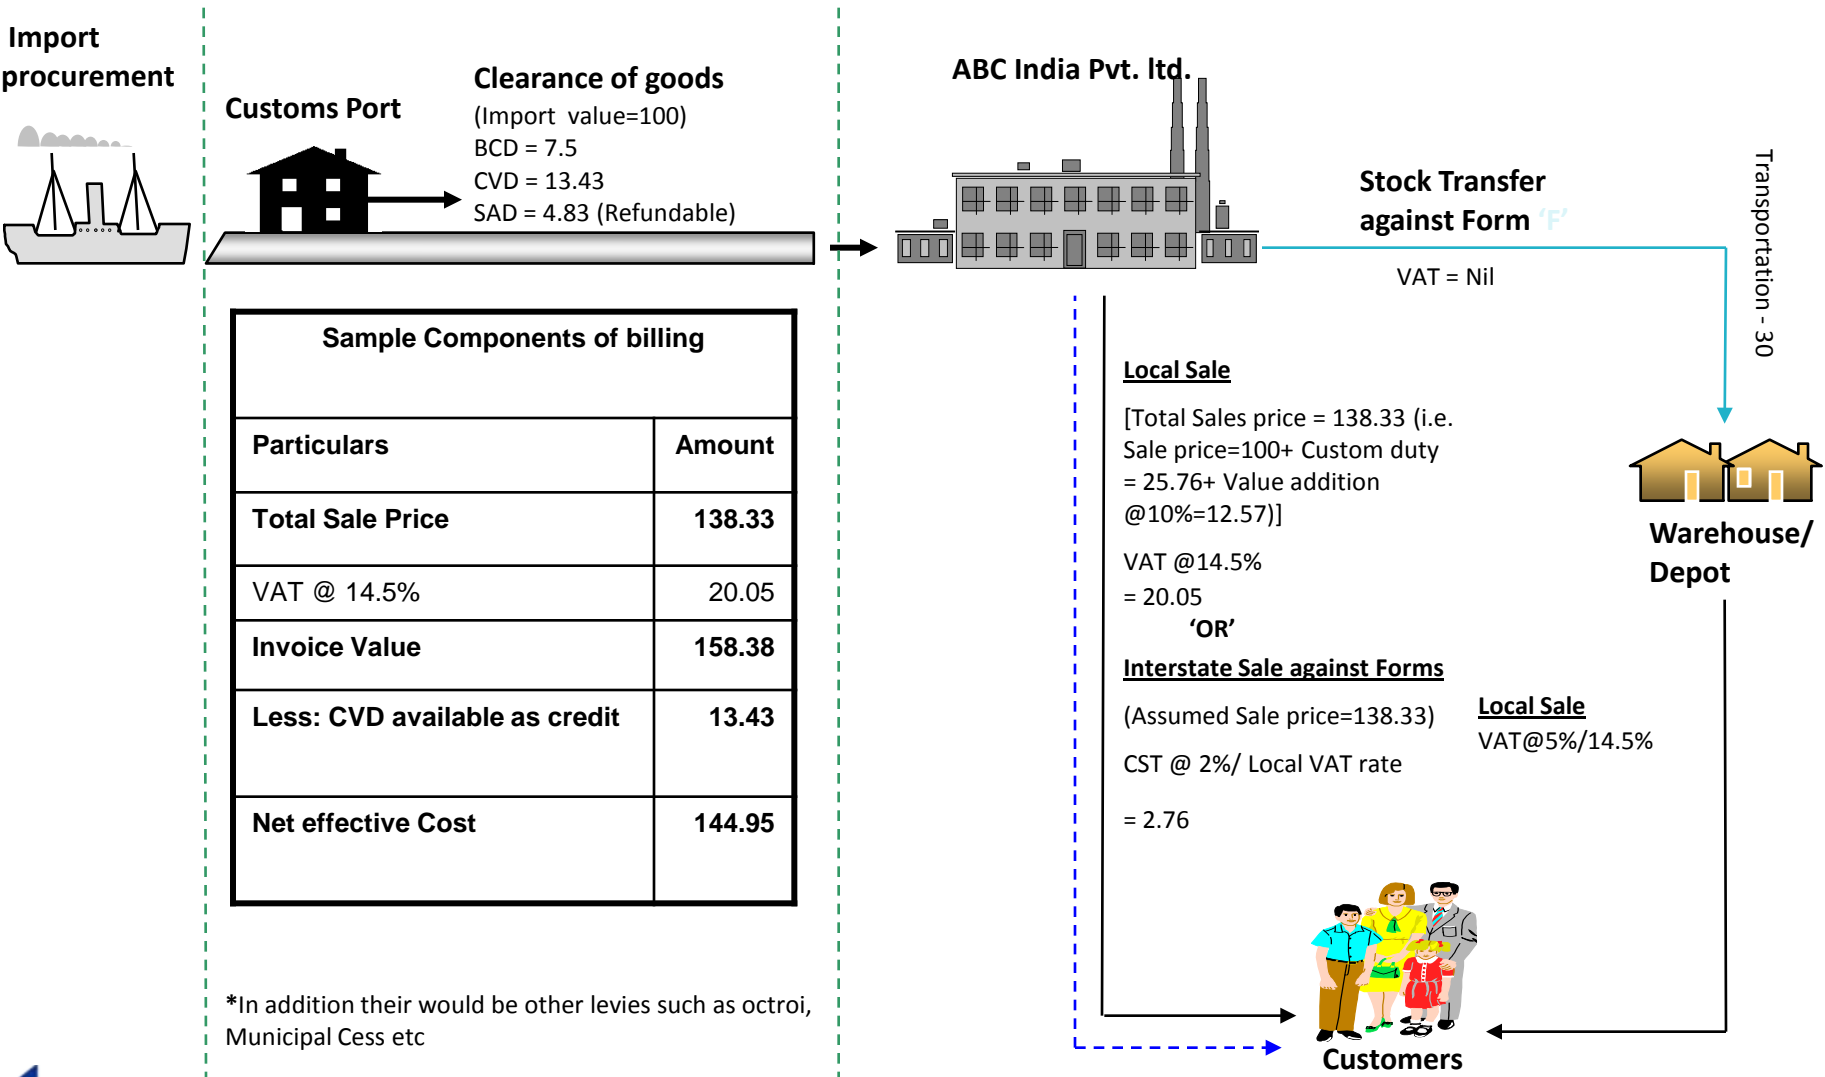 Import
procurement
Customs Port
Clearance of goods
(Import value=100)
BCD = 7.5
CVD = 13.43
SAD = 4.83 (Refundable)
ABC India Pvt. ltd.
Stock Transfer
against Form ‘F’
VAT = Nil
Transportation - 30
Sample Components of billing
Particulars Amount
Total Sale Price 138.33
VAT @ 14.5% 20.05
Invoice Value 158.38
Less: CVD available as credit 13.43
Net effective Cost 144.95
*In addition their would be other levies such as octroi,
Municipal Cess etc
Local Sale
[Total Sales price = 138.33 (i.e.
Sale price=100+ Custom duty
= 25.76+ Value addition
@10%=12.57)]
VAT @14.5%
= 20.05
‘OR’
Interstate Sale against Forms
(Assumed Sale price=138.33)
CST @ 2%/ Local VAT rate
= 2.76
Local Sale
VAT@5%/14.5%
Warehouse/
Depot
Customers